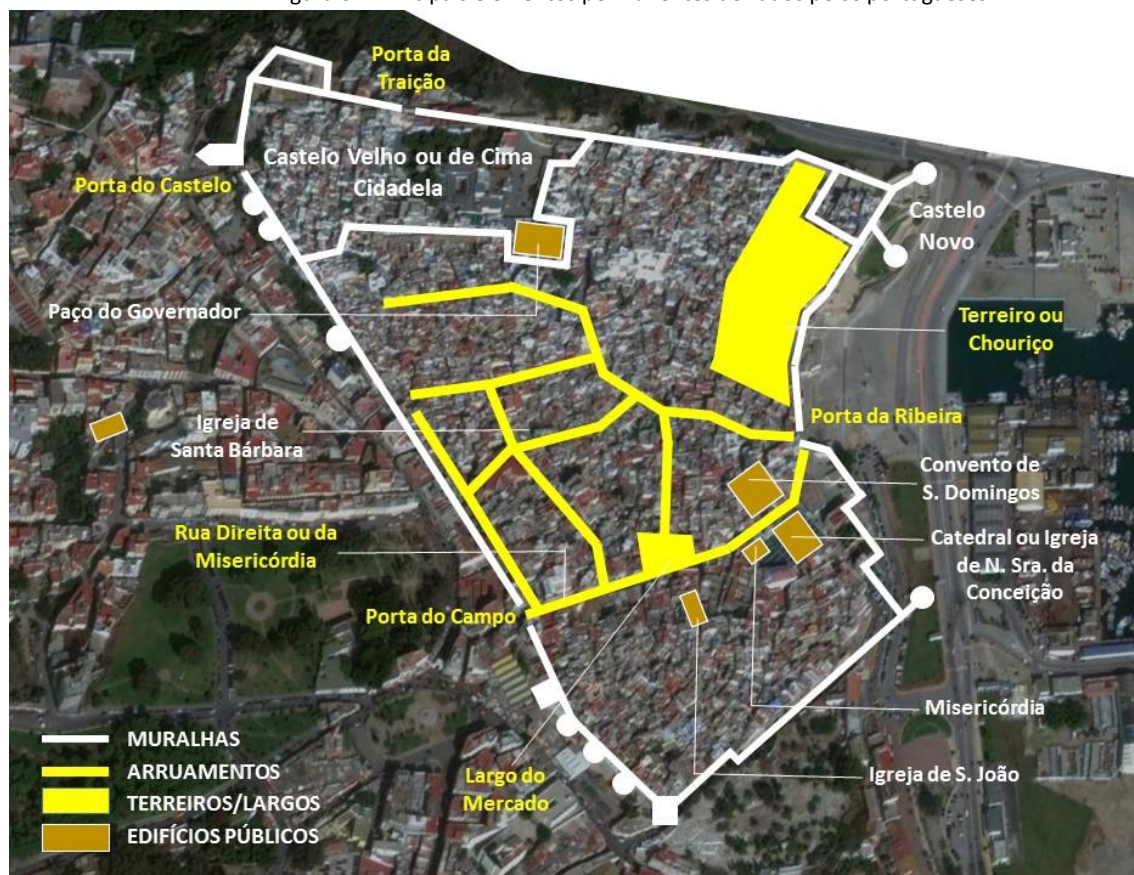 Porta da
Traição
Castelo Velho ou de Cima
Cidadela
Porta do Castelo
Castelo
Novo
Paço do Governador
Terreiro ou
Chouriço
Porta da Ribeira
Igreja de
Santa Bárbara
Convento de
S. Domingos
Rua Direita ou da
Misericórdia
Catedral ou Igreja
de N. Sra. da
Conceição
Porta do Campo
Misericórdia
Largo do
Mercado
Igreja de S. João
MURALHAS
ARRUAMENTOS
TERREIROS/LARGOS
EDIFÍCIOS PÚBLICOS